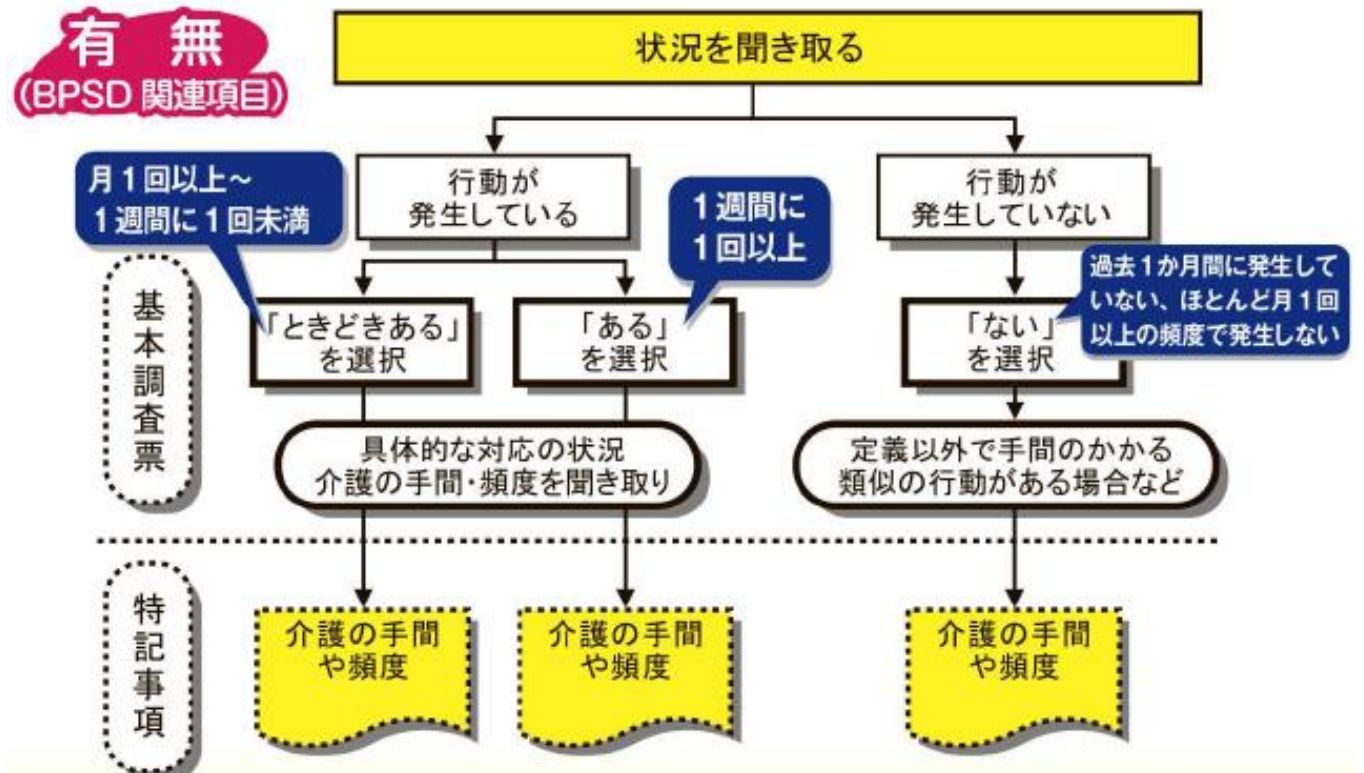 有 無
（BPSD 関連項目）
状況を聞き取る
月１回以上～
１週間に１回未満
行動が
発生している
１週間に
１回以上
行動が
発生していない
過去１か月間に発生して
いない、ほとんど月１回
以上の頻度で発生しない
基本調査票
「ときどきある」
を選択
「ある」
を選択
「ない」
を選択
具体的な対応の状況
介護の手間・頻度を聞き取り
定義以外で手間のかかる
類似の行動がある場合など
特記事項
介護の手間
や頻度
介護の手間
や頻度
介護の手間
や頻度